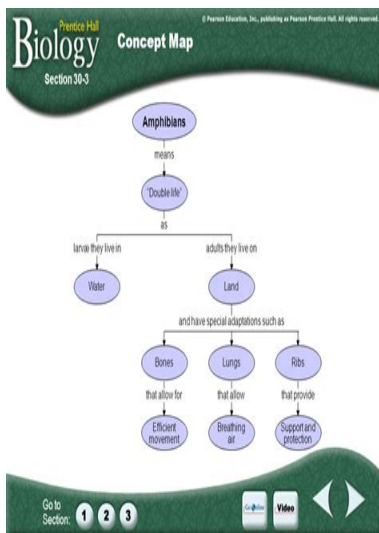 © Pearson Education, Inc., publishing as Pearson Prentice Hall. All rights reserved.
Prentice Hall
Biology
Concept Map
Section 30-3
Amphibians
means
"Double life"
as
larvae they live in
adults they live on
Water
Land
and have special adaptations such as
Bones
Lungs
Ribs
that allow for
that allow
that provide
Efficient
movement
Breathing
air
Support and
protection
Go to
Section:
1 2 3
Go Online
Video